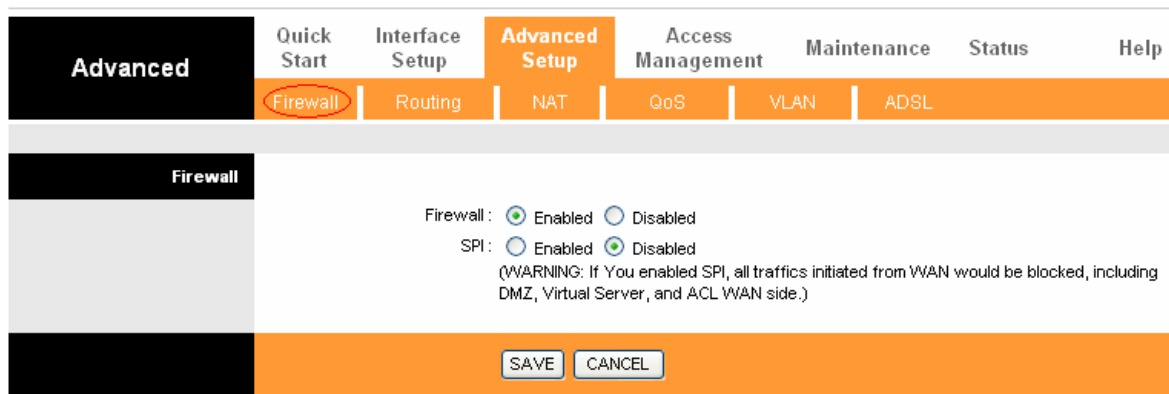 Advanced
Quick Start
Interface Setup
Advanced Setup
Access Management
Maintenance
Status
Help
Firewall
Routing
NAT
QoS
VLAN
ADSL
Firewall
Firewall : Enabled Disabled
SPI : Enabled Disabled
(WARNING: If You enabled SPI, all traffics initiated from WAN would be blocked, including
DMZ, Virtual Server, and ACL WAN side.)
SAVE CANCEL